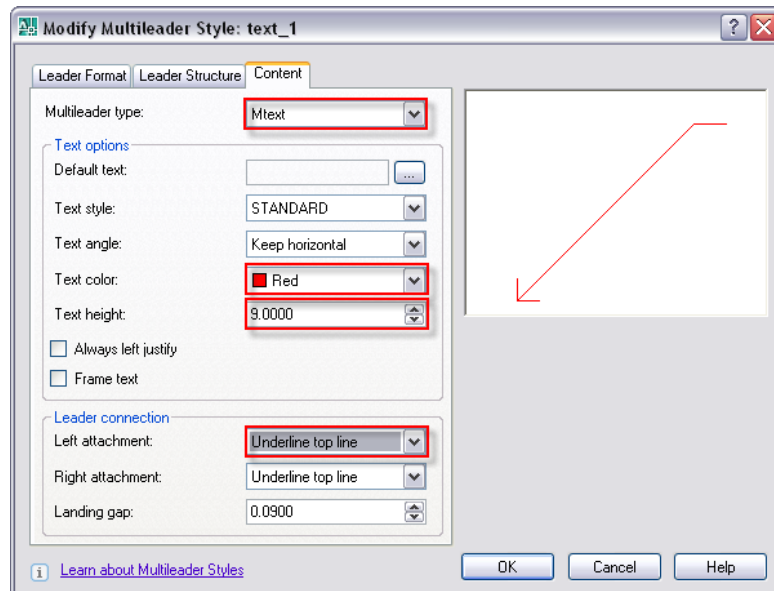 Modify Multileader Style: text_1
Leader Format Leader Structure Content
Multileader type: Mtext
Text options
Default text: ...
Text style: STANDARD
Text angle: Keep horizontal
Text color: Red
Text height: 9.0000
Always left justify
Frame text
Leader connection
Left attachment: Underline top line
Right attachment: Underline top line
Landing gap: 0.0900
Learn about Multileader Styles
OK Cancel Help